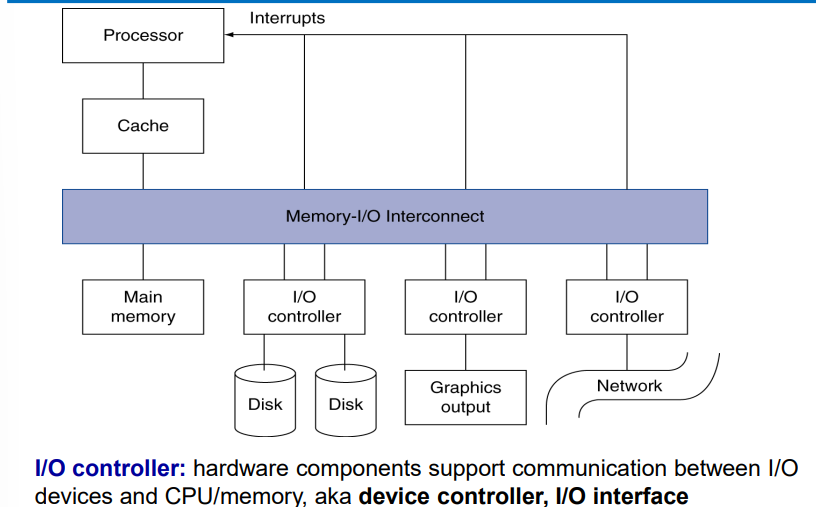 Interrupts
Processor
Cache
Memory-I/O Interconnect
Main
memory
I/O
controller
I/O
controller
I/O
controller
Disk
Disk
Graphics
output
Network
I/O controller: hardware components support communication between I/O
devices and CPU/memory, aka device controller, I/O interface